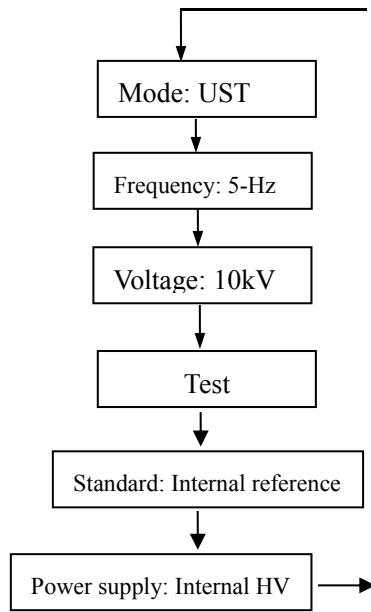 Mode: UST
Frequency: 5-Hz
Voltage: 10kV
Test
Standard: Internal reference
Power supply: Internal HV